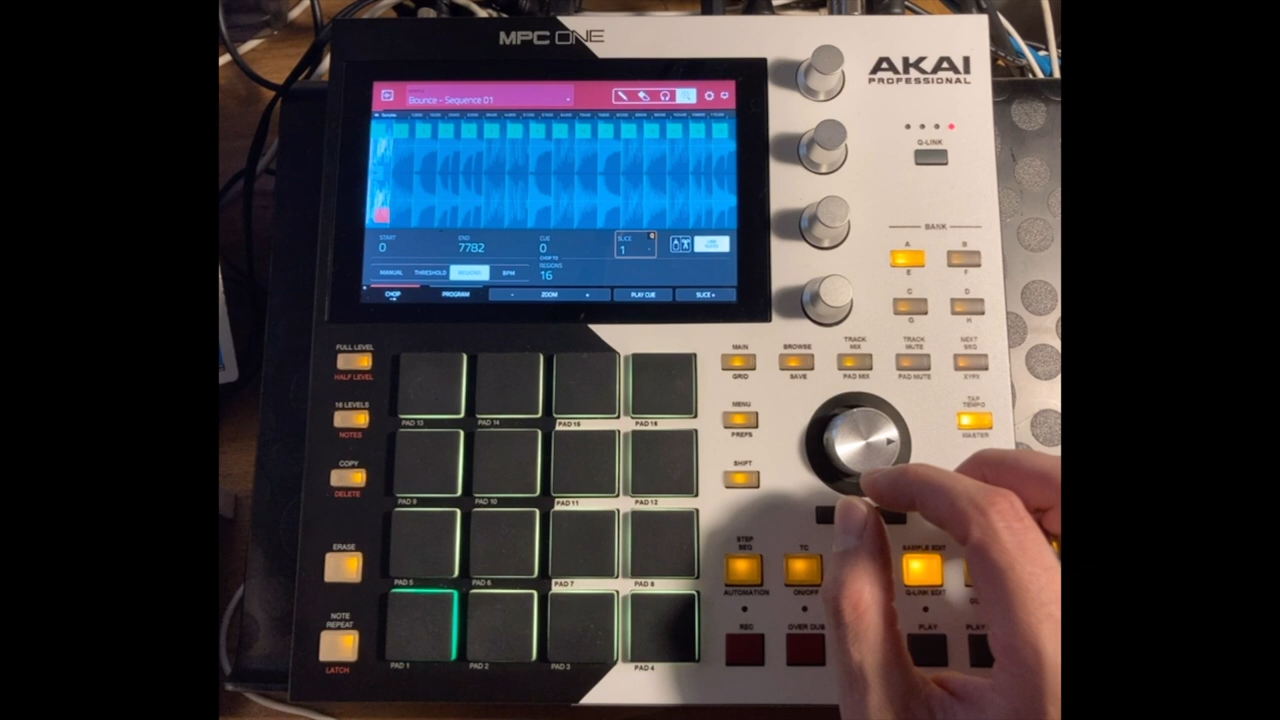 MPC ONE
AKAI
PROFESSIONAL
Bounce - Sequence 01
START
0
END
7782
CUE
0
CHOP TO
REGIONS
16
SLICE
1
MANUAL THRESHOLD REGIONS BPM
CHOP PROGRAM - ZOOM + PLAY CUE SLICE +
Q-LINK
BANK
A B
E F
C D
G H
FULL LEVEL
HALF LEVEL
16 LEVELS
NOTES
COPY
DELETE
ERASE
NOTE
REPEAT
LATCH
PAD 13 PAD 14 PAD 15 PAD 16
PAD 9 PAD 10 PAD 11 PAD 12
PAD 5 PAD 6 PAD 7 PAD 8
PAD 1 PAD 2 PAD 3 PAD 4
MAIN
GRID
BROWSE
SAVE
TRACK
MIX
PAD MIX
TRACK
MUTE
PAD MUTE
NEXT
SEQ
XYFX
MENU
PREFS
TAP
TEMPO
MASTER
SHIFT
STEP
SEQ
AUTOMATION
TC
ON/OFF
SAMPLE EDIT
Q-LINK EDIT
REC
OVER DUB
PLAY
PLAY